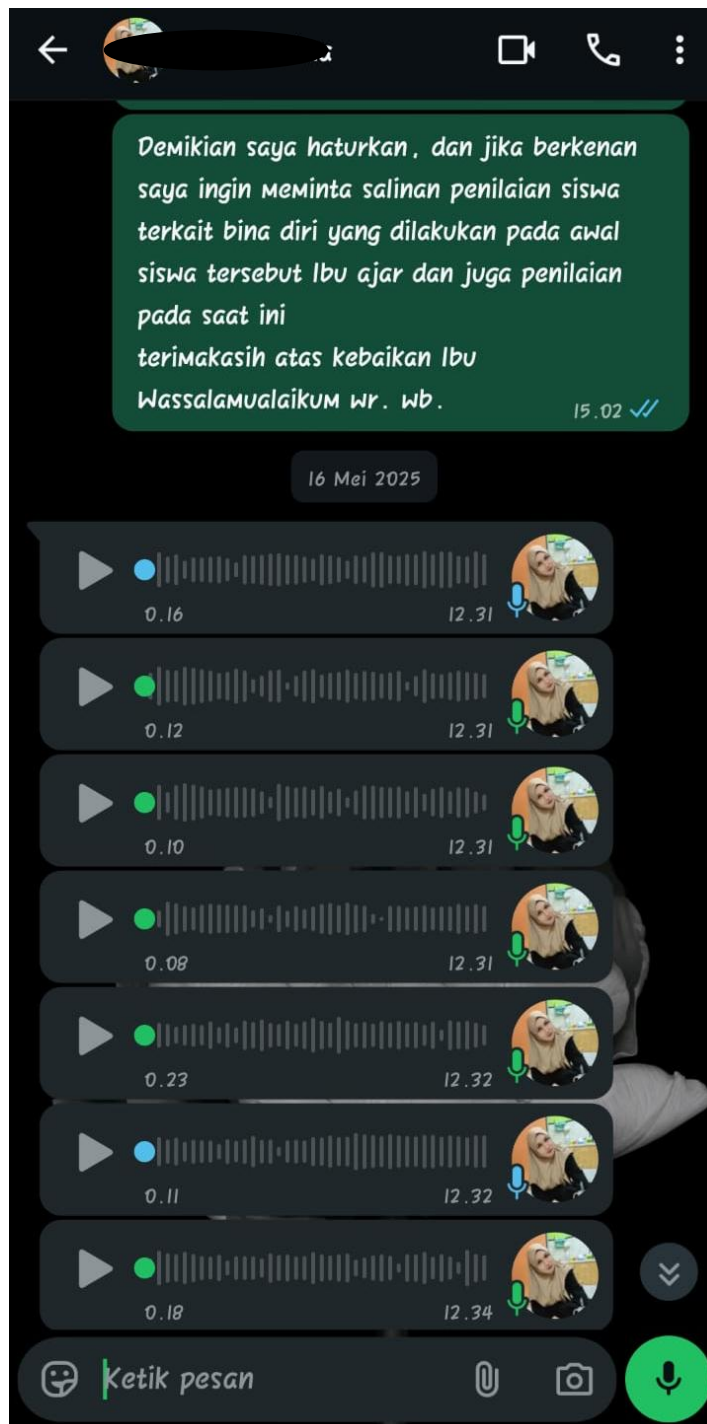 Demikian saya haturkan, dan jika berkenan
saya ingin meminta salinan penilaian siswa
terkait bina diri yang dilakukan pada awal
siswa tersebut Ibu ajar dan juga penilaian
pada saat ini
terimakasih atas kebaikan Ibu
Wassalamualaikum wr. wb.
15.02
16 Mei 2025
0.16 12.31
0.12 12.31
0.10 12.31
0.08 12.31
0.23 12.32
0.11 12.32
0.18 12.34
Ketik pesan